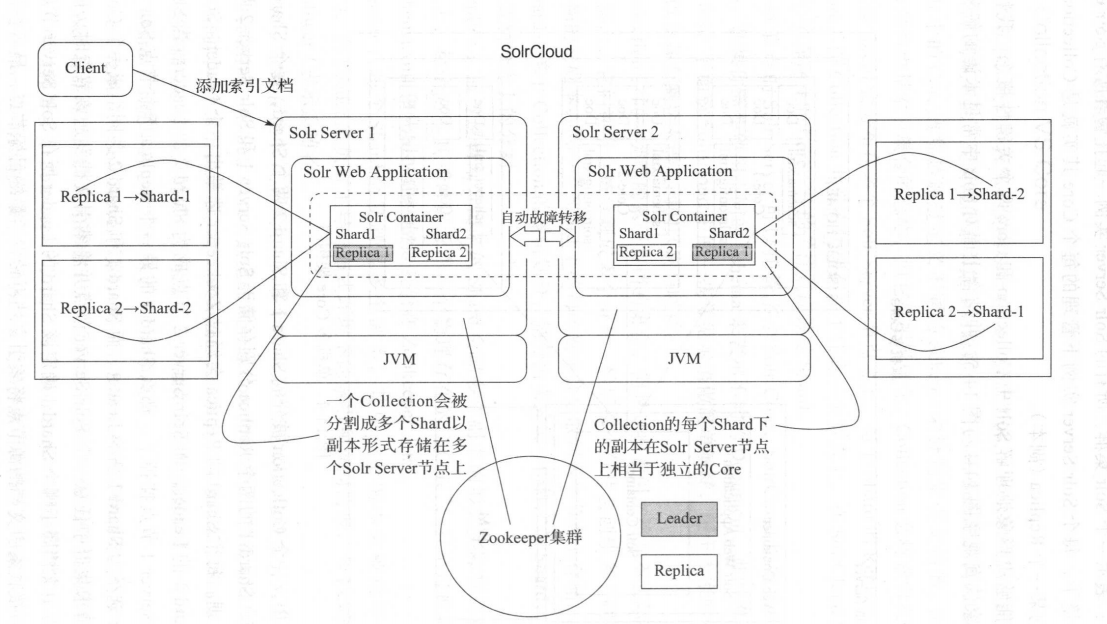 SolrCloud
Client
添加索引文档
Solr Server 1
Solr Server 2
Solr Web Application
Solr Web Application
Replica 1→Shard-1
Replica 2→Shard-2
Solr Container
Shard1 Shard2
Replica 1 Replica 2
自动故障转移
Solr Container
Shard1 Shard2
Replica 2 Replica 1
Replica 1→Shard-2
Replica 2→Shard-1
JVM
JVM
一个Collection会被
分割成多个Shard以
副本形式存储在多
个Solr Server节点上
Collection的每个Shard下
的副本在Solr Server节点
上相当于独立的Core
Zookeeper集群
Leader
Replica